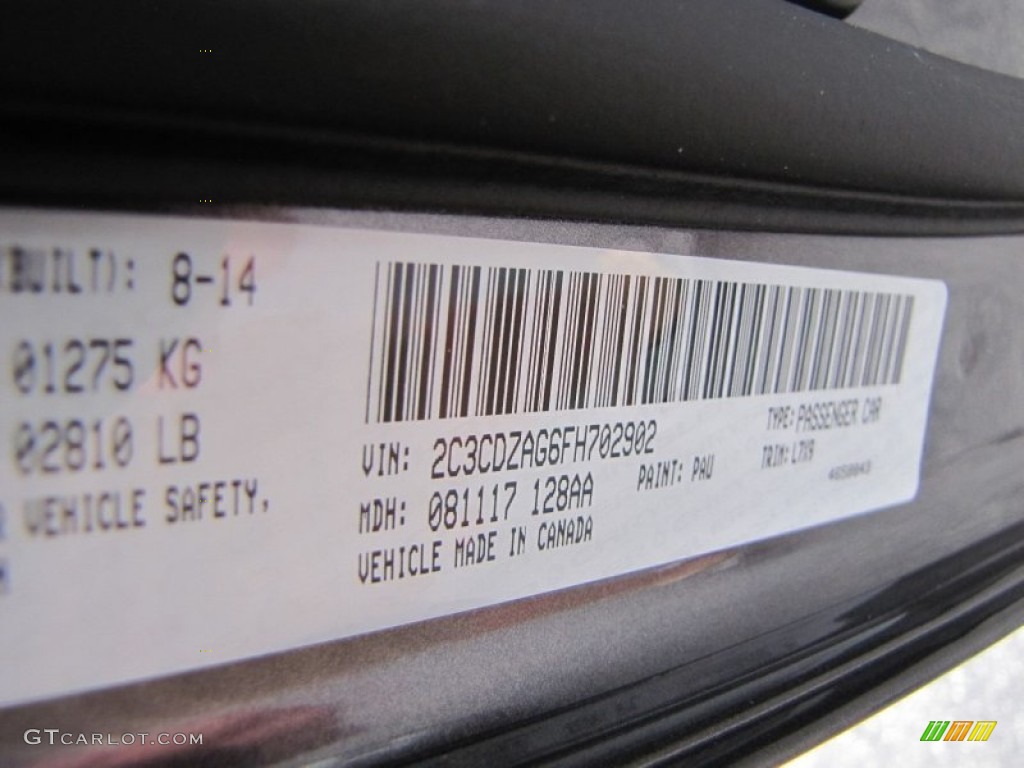 BUILT): 8-14
01275 KG
02810 LB
VEHICLE SAFETY,
VIN: 2C3CDZAG6FH702902
TYPE: PASSENGER CAR
MDH: 081117 128AA
PAINT: PAU
TRIM: L7X9
VEHICLE MADE IN CANADA
GTCARLOT.COM